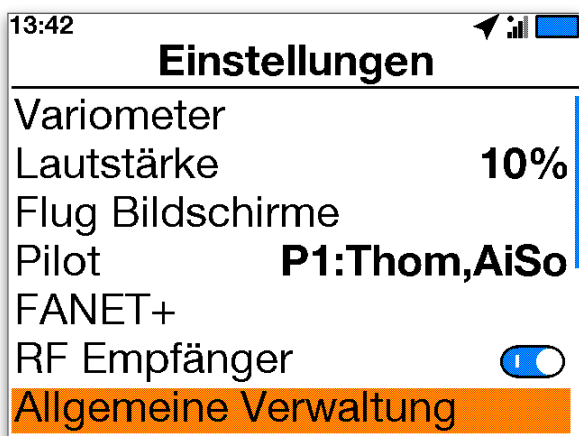 13:42
Einstellungen
Variometer
Lautstärke 10%
Flug Bildschirme
Pilot P1:Thom,AiSo
FANET+
RF Empfänger
Allgemeine Verwaltung